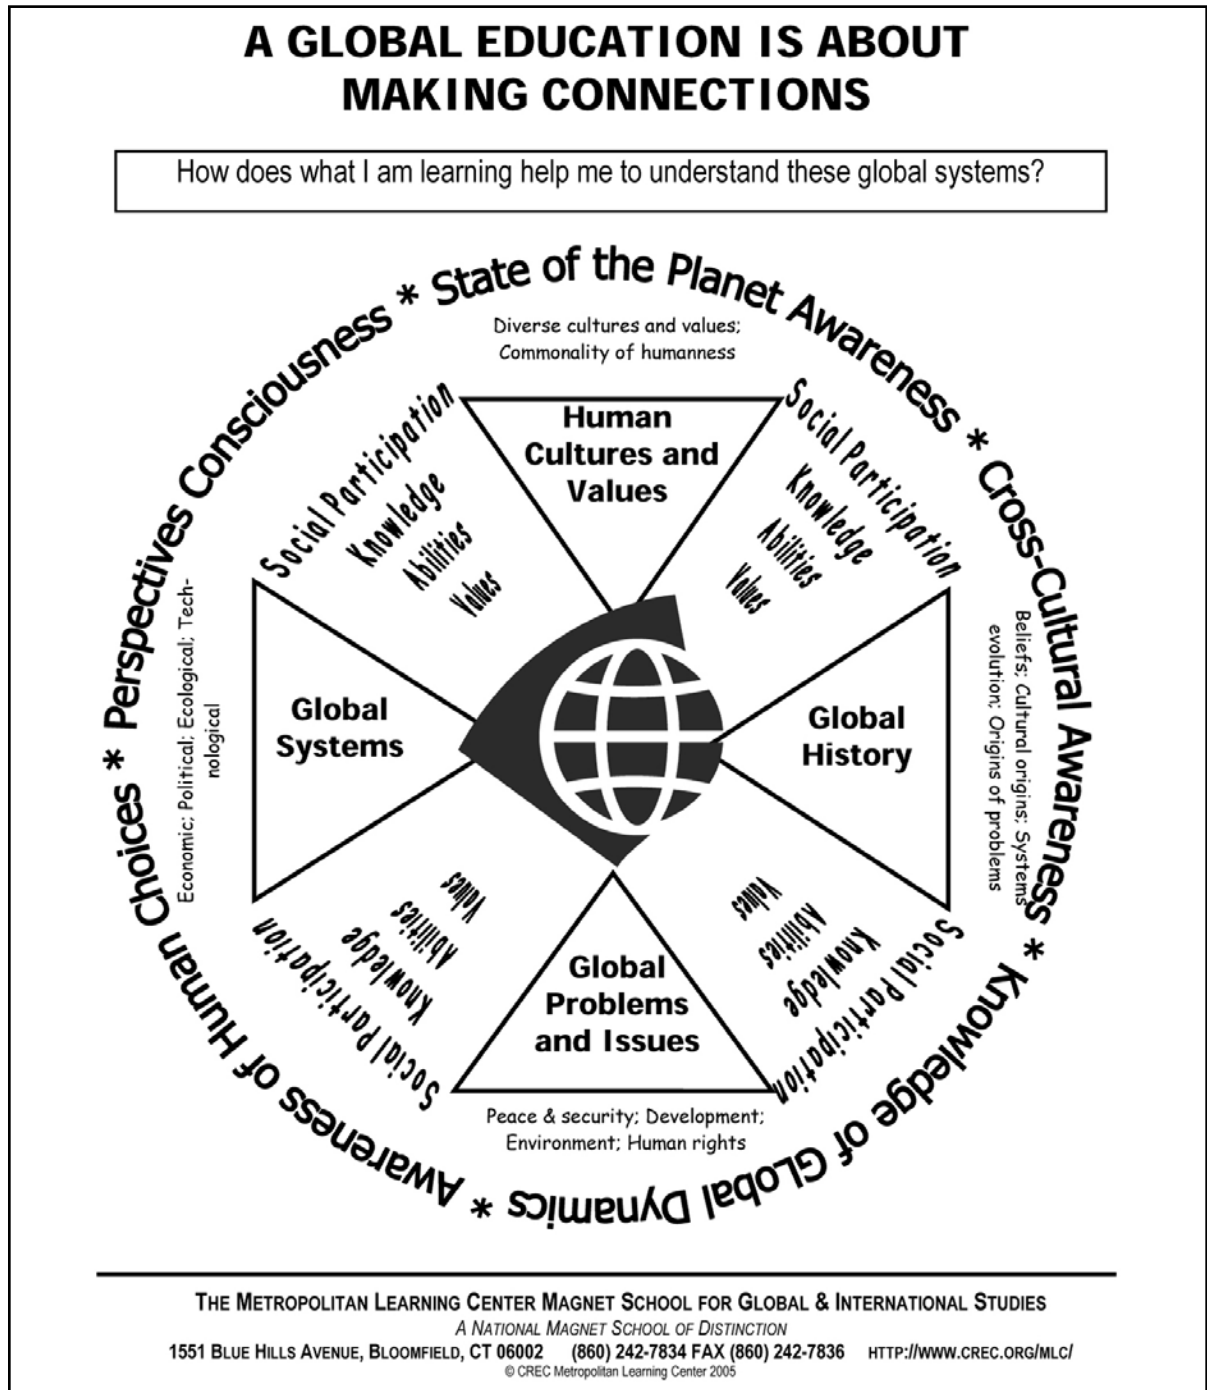 A GLOBAL EDUCATION IS ABOUT
MAKING CONNECTIONS
How does what I am learning help me to understand these global systems?
* State of the Planet Awareness * Cross-Cultural Awareness * Knowledge of GLobal Dynamics * Awareness of Human Choices * Perspectives Consciousness
Diverse cultures and values;
Commonality of humanness
Human
Cultures and
Values
Social Participation
Knowledge
Abilities
Values
Social Participation
Knowledge
Abilities
Values
Economic; Political; Ecological; Tech-
nological
Global
Systems
Global
History
Beliefs; Cultural origins; Systems
evolution; Origins of problems
Values
Abilities
Knowledge
Social Participation
Values
Abilities
Knowledge
Social Participation
Global
Problems
and Issues
Peace & security; Development;
Environment; Human rights
THE METROPOLITAN LEARNING CENTER MAGNET SCHOOL FOR GLOBAL & INTERNATIONAL STUDIES
A NATIONAL MAGNET SCHOOL OF DISTINCTION
1551 BLUE HILLS AVENUE, BLOOMFIELD, CT 06002 (860) 242-7834 FAX (860) 242-7836 HTTP://WWW.CREC.ORG/MLC/
© CREC Metropolitan Learning Center 2005